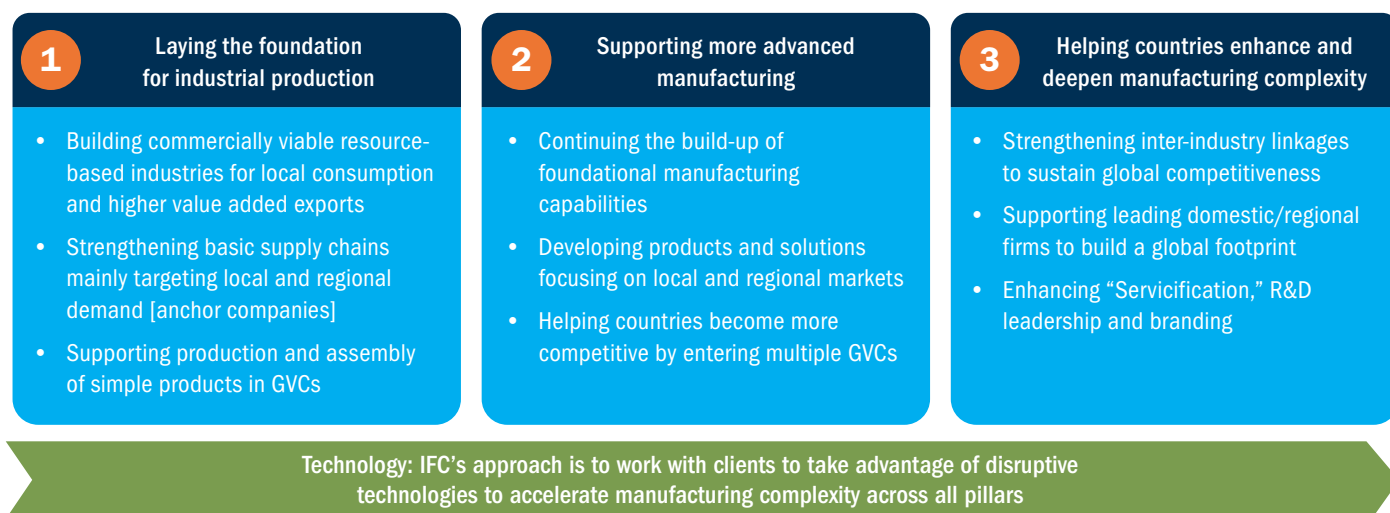 1
Laying the foundation
for industrial production
• Building commercially viable resource-
based industries for local consumption
and higher value added exports
• Strengthening basic supply chains
mainly targeting local and regional
demand [anchor companies]
• Supporting production and assembly
of simple products in GVCs
2
Supporting more advanced
manufacturing
• Continuing the build-up of
foundational manufacturing
capabilities
• Developing products and solutions
focusing on local and regional markets
• Helping countries become more
competitive by entering multiple GVCs
3
Helping countries enhance and
deepen manufacturing complexity
• Strengthening inter-industry linkages
to sustain global competitiveness
• Supporting leading domestic/regional
firms to build a global footprint
• Enhancing “Servicification,” R&D
leadership and branding
Technology: IFC’s approach is to work with clients to take advantage of disruptive
technologies to accelerate manufacturing complexity across all pillars